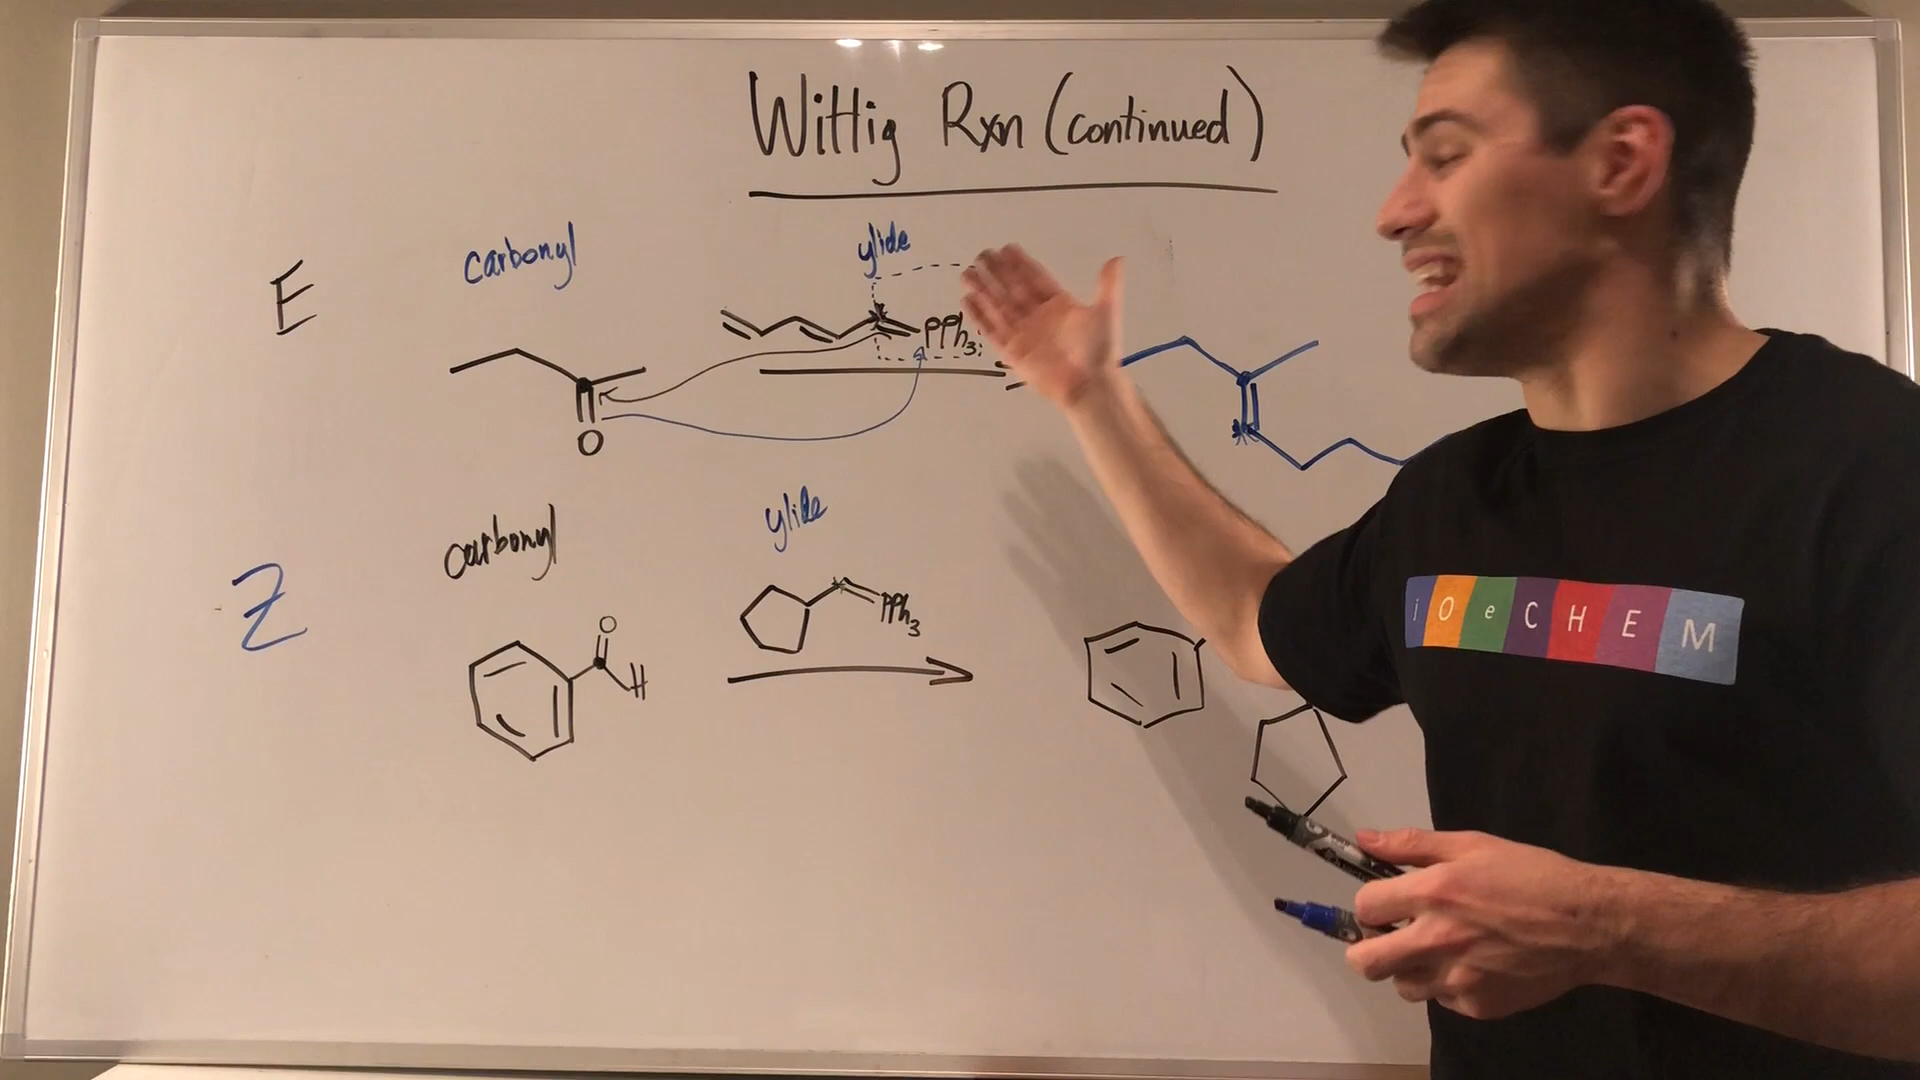 Wittig Rxn (continued)
E
carbonyl
ylide
PPh3
O
Z
carbonyl
ylide
PPh3
O
H
iOeCHEM